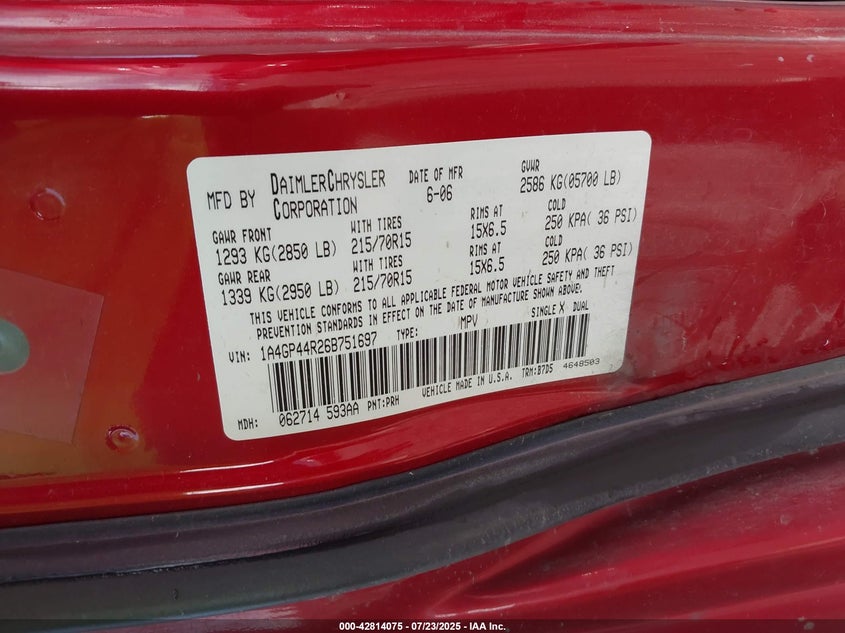 MFD BY DAIMLERCHRYSLER CORPORATION DATE OF MFR 6-06 GVWR 2586 KG(05700 LB)
GAWR FRONT WITH TIRES RIMS AT COLD
1293 KG(2850 LB) 215/70R15 15X6.5 250 KPA( 36 PSI)
GAWR REAR WITH TIRES RIMS AT COLD
1339 KG(2950 LB) 215/70R15 15X6.5 250 KPA( 36 PSI)
THIS VEHICLE CONFORMS TO ALL APPLICABLE FEDERAL MOTOR VEHICLE SAFETY AND THEFT
PREVENTION STANDARDS IN EFFECT ON THE DATE OF MANUFACTURE SHOWN ABOVE.
VIN: 1A4GP44R26B751697 TYPE: MPV SINGLE X DUAL
MDH: 062714 593AA PNT:PRH VEHICLE MADE IN U.S.A. TRM:B7D5 4648503
000-42814075 | 07/23/2025 - IAA Inc.